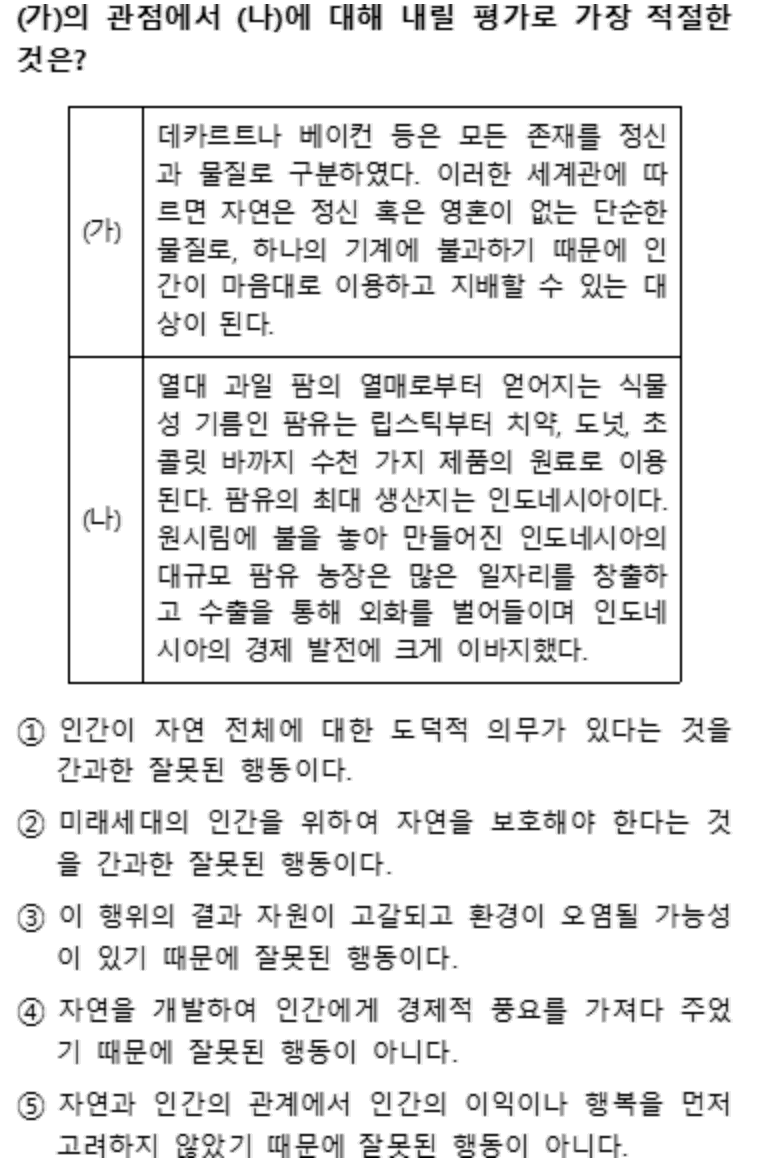 (가)의 관점에서 (나)에 대해 내릴 평가로 가장 적절한
것은?
데카르트나 베이컨 등은 모든 존재를 정신
과 물질로 구분하였다. 이러한 세계관에 따
르면 자연은 정신 혹은 영혼이 없는 단순한
(가)
물질로, 하나의 기계에 불과하기 때문에 인
간이 마음대로 이용하고 지배할 수 있는 대
상이 된다.
열대 과일 팜의 열매로부터 얻어지는 식물
성 기름인 팜유는 립스틱부터 치약, 도넛, 초
콜릿 바까지 수천 가지 제품의 원료로 이용
된다. 팜유의 최대 생산지는 인도네시아이다.
(나)
원시림에 불을 놓아 만들어진 인도네시아의
대규모 팜유 농장은 많은 일자리를 창출하
고 수출을 통해 외화를 벌어들이며 인도네
시아의 경제 발전에 크게 이바지했다.
① 인간이 자연 전체에 대한 도덕적 의무가 있다는 것을
간과한 잘못된 행동이다.
② 미래세대의 인간을 위하여 자연을 보호해야 한다는 것
을 간과한 잘못된 행동이다.
③ 이 행위의 결과 자원이 고갈되고 환경이 오염될 가능성
이 있기 때문에 잘못된 행동이다.
④ 자연을 개발하여 인간에게 경제적 풍요를 가져다 주었
기 때문에 잘못된 행동이 아니다.
⑤ 자연과 인간의 관계에서 인간의 이익이나 행복을 먼저
고려하지 않았기 때문에 잘못된 행동이 아니다.